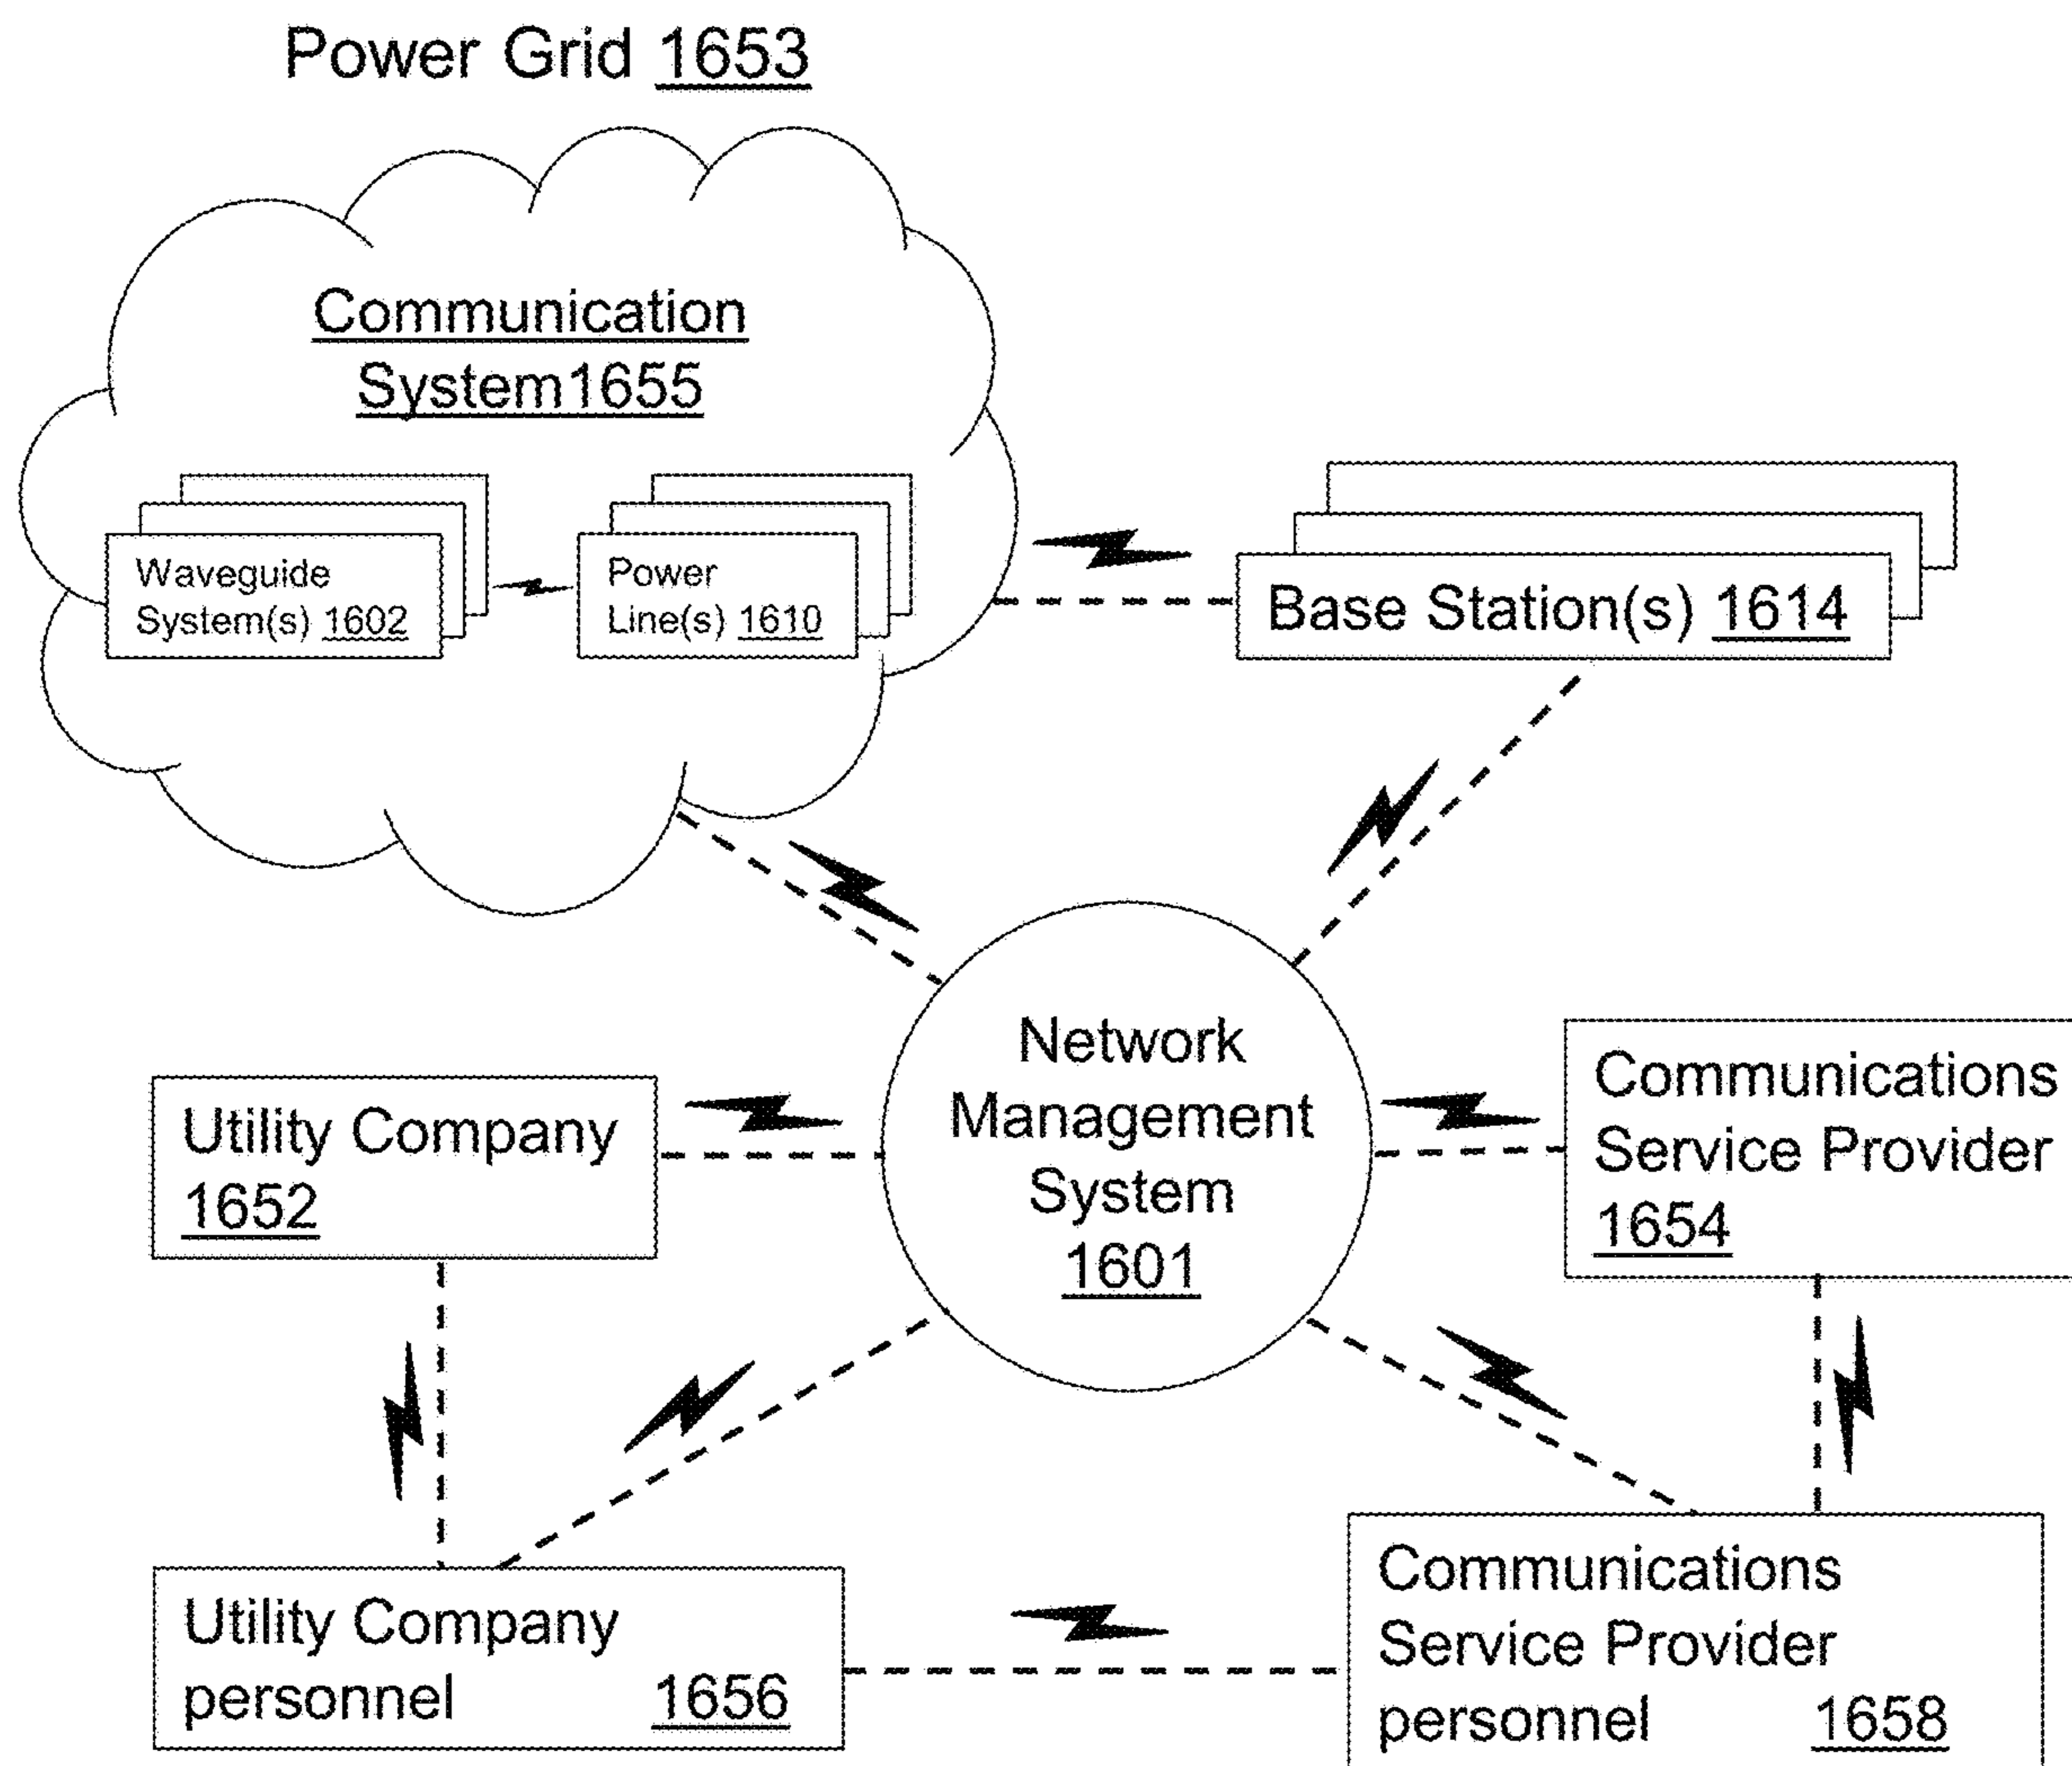 Power Grid 1653
Communication
System1655
Waveguide
System(s) 1602
Power
Line(s) 1610
Base Station(s) 1614
Network
Management
System
1601
Utility Company
1652
Communications
Service Provider
1654
Utility Company
personnel 1656
Communications
Service Provider
personnel 1658